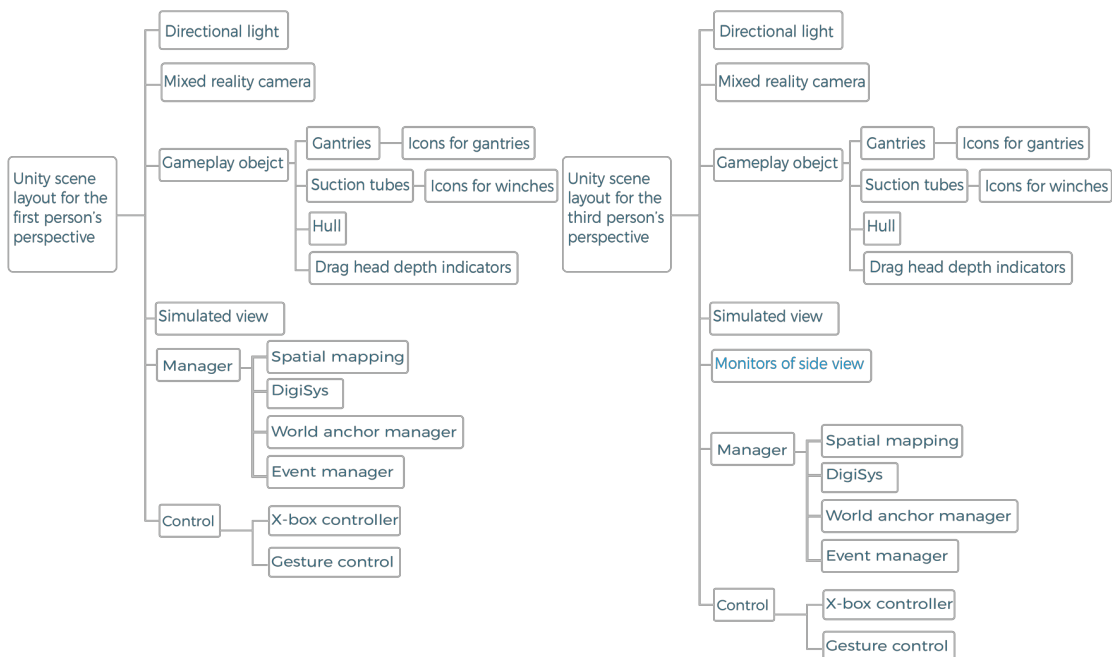 Unity scene
layout for the
first person's
perspective
Directional light
Mixed reality camera
Gameplay obejct
Gantries
Icons for gantries
Suction tubes
Icons for winches
Hull
Drag head depth indicators
Simulated view
Manager
Spatial mapping
DigiSys
World anchor manager
Event manager
Control
X-box controller
Gesture control
Unity scene
layout for the
third person's
perspective
Directional light
Mixed reality camera
Gameplay obejct
Gantries
Icons for gantries
Suction tubes
Icons for winches
Hull
Drag head depth indicators
Simulated view
Monitors of side view
Manager
Spatial mapping
DigiSys
World anchor manager
Event manager
Control
X-box controller
Gesture control